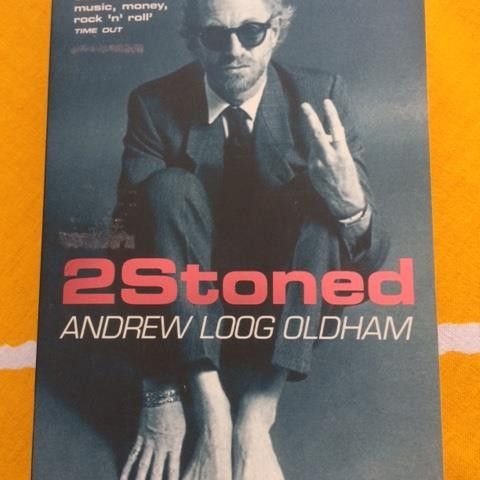 music, money,
rock 'n' roll'
TIME OUT
2Stoned
ANDREW LOOG OLDHAM